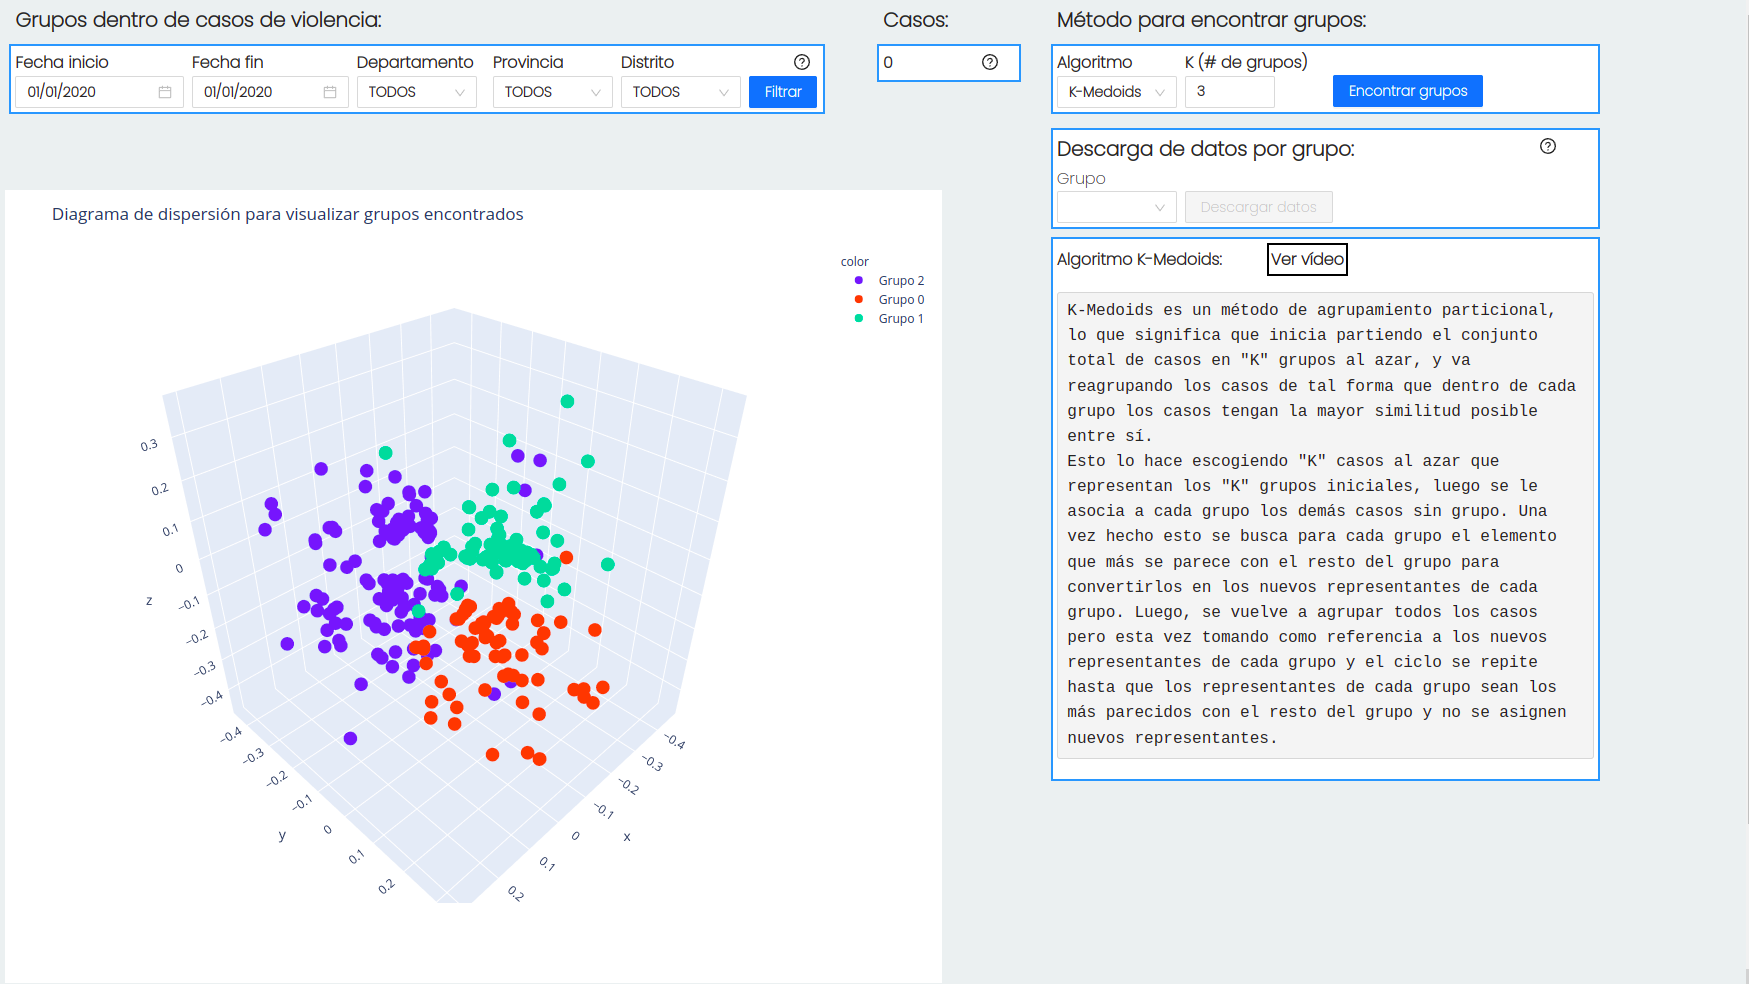 Grupos dentro de casos de violencia:
Casos:
Método para encontrar grupos:
Fecha inicio
Fecha fin
Departamento
Provincia
Distrito
01/01/2020
01/01/2020
TODOS
TODOS
TODOS
Filtrar
0
Algoritmo
K (# de grupos)
K-Medoids
3
Encontrar grupos
Descarga de datos por grupo:
Grupo
Descargar datos
Diagrama de dispersión para visualizar grupos encontrados
color
Grupo 2
Grupo 0
Grupo 1
0.3
0.2
0.1
0
−0.1
−0.2
−0.3
−0.4
z
−0.4
−0.3
−0.2
−0.1
0
0.1
0.2
y
−0.4
−0.3
−0.2
−0.1
0
0.1
0.2
x
Algoritmo K-Medoids:
Ver vídeo
K-Medoids es un método de agrupamiento particional,
lo que significa que inicia partiendo el conjunto
total de casos en "K" grupos al azar, y va
reagrupando los casos de tal forma que dentro de cada
grupo los casos tengan la mayor similitud posible
entre sí.
Esto lo hace escogiendo "K" casos al azar que
representan los "K" grupos iniciales, luego se le
asocia a cada grupo los demás casos sin grupo. Una
vez hecho esto se busca para cada grupo el elemento
que más se parece con el resto del grupo para
convertirlos en los nuevos representantes de cada
grupo. Luego, se vuelve a agrupar todos los casos
pero esta vez tomando como referencia a los nuevos
representantes de cada grupo y el ciclo se repite
hasta que los representantes de cada grupo sean los
más parecidos con el resto del grupo y no se asignen
nuevos representantes.